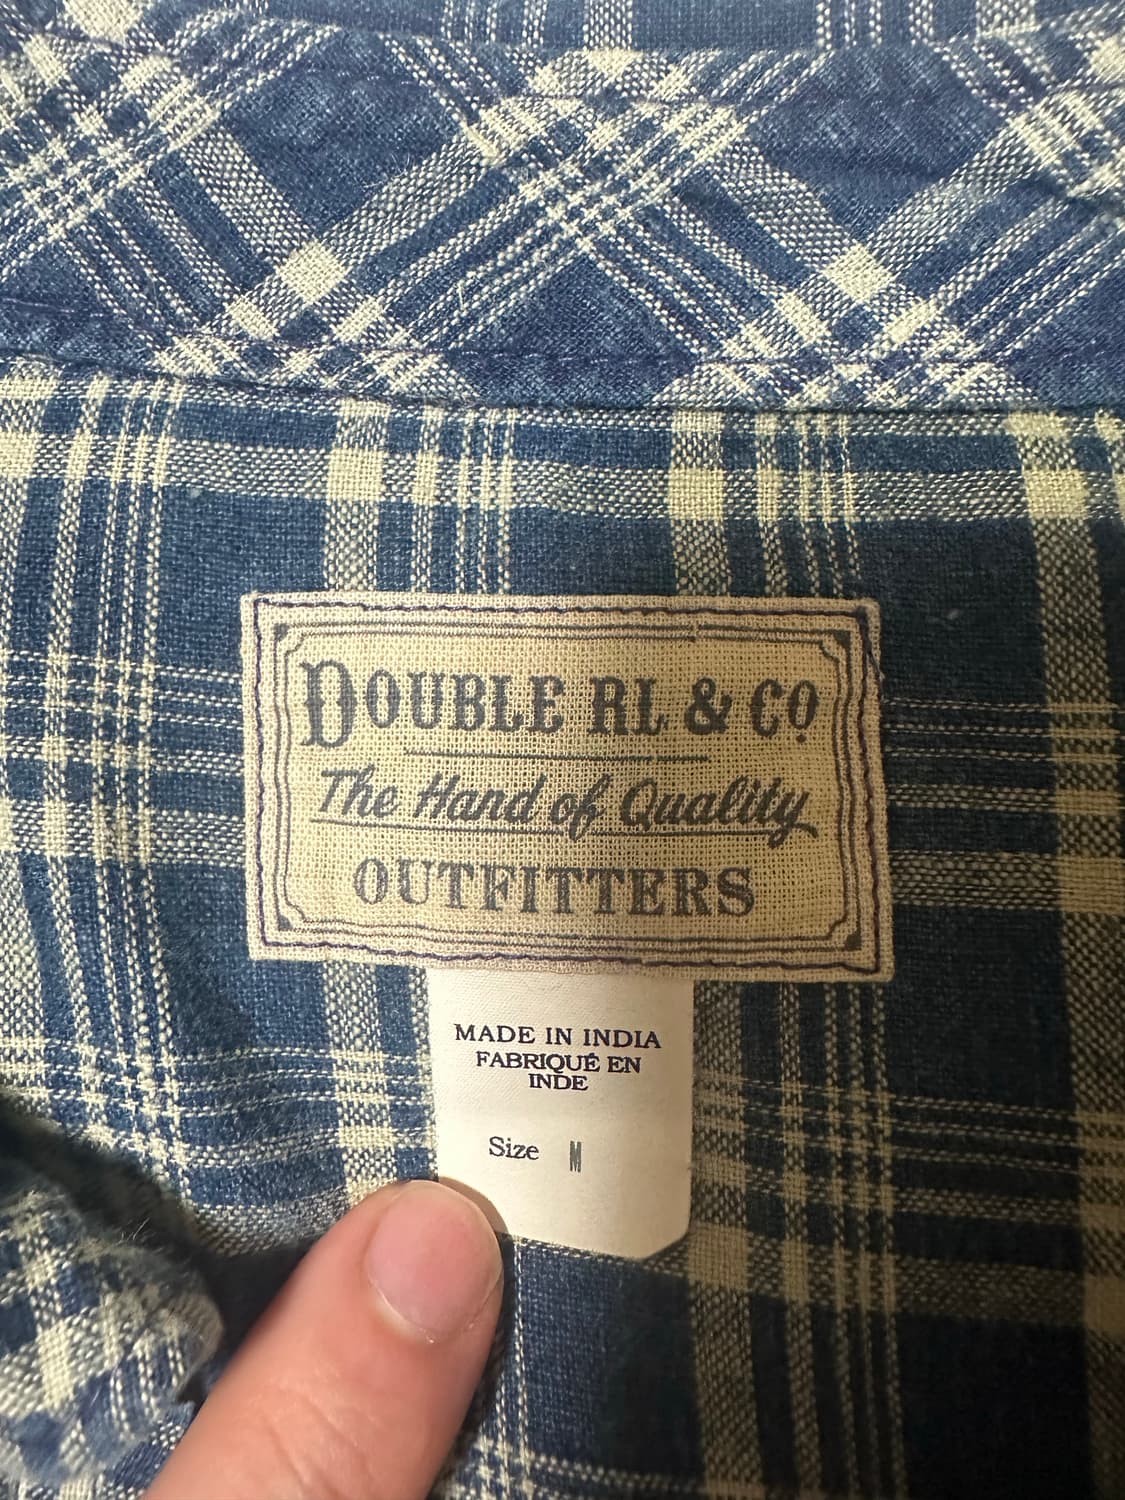 DOUBLE RL & CO
The Hand of Quality
OUTFITTERS
MADE IN INDIA
FABRIQUÉ EN
INDE
Size M